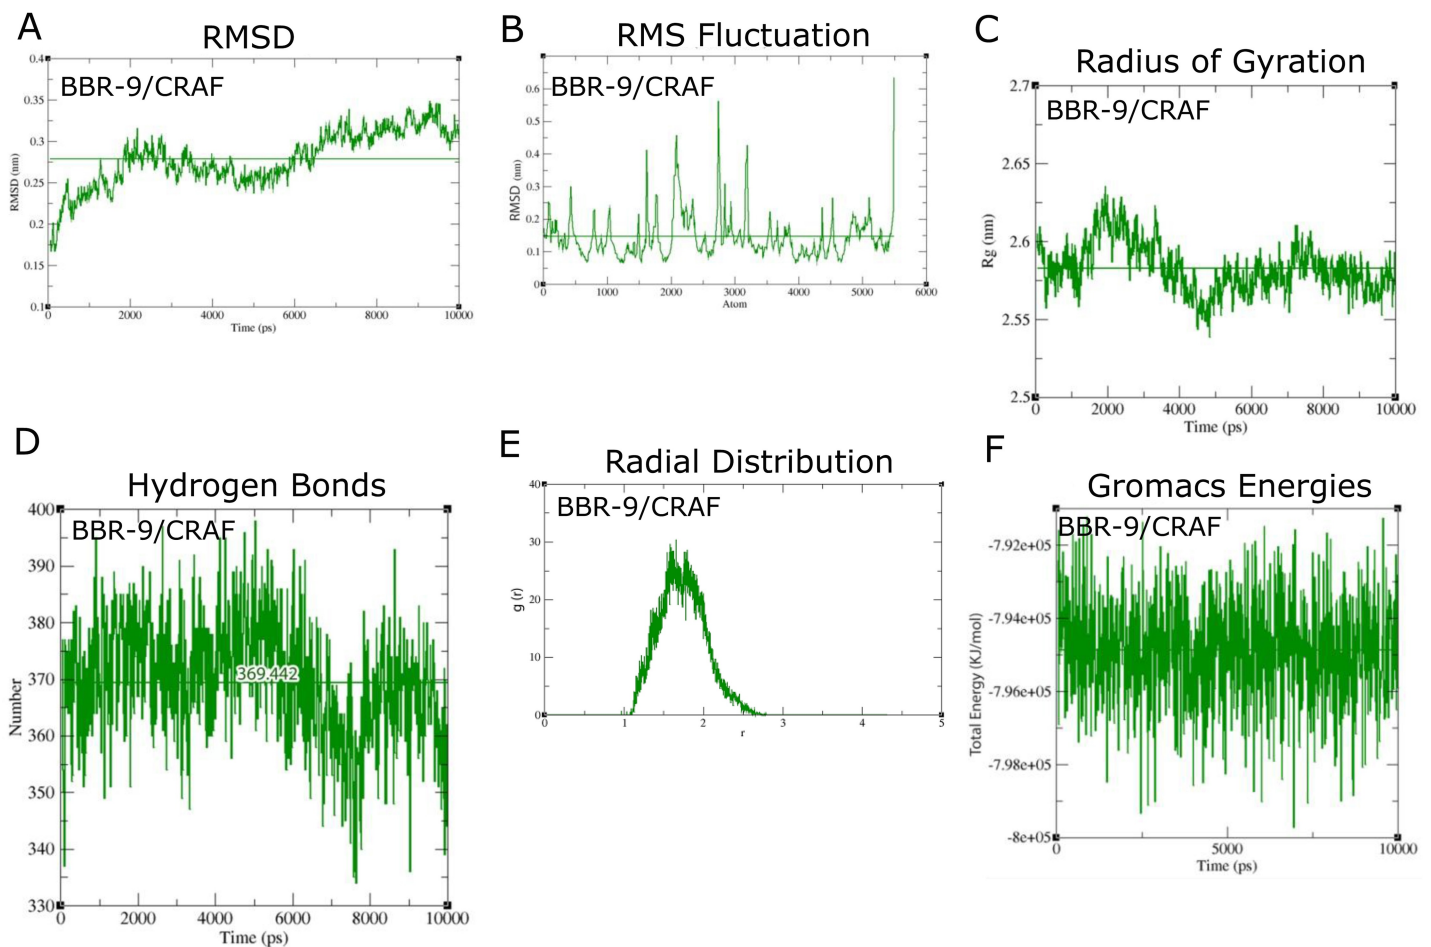 A
RMSD
BBR-9/CRAF
0.4
0.35
0.3
0.25
0.2
0.15
0.1
RMSD (nm)
0 2000 4000 6000 8000 10000
Time (ps)
B
RMS Fluctuation
BBR-9/CRAF
0.6
0.5
0.4
0.3
0.2
0.1
0
RMSD (nm)
0 1000 2000 3000 4000 5000 6000
Atom
C
Radius of Gyration
BBR-9/CRAF
2.7
2.65
2.6
2.55
2.5
Rg (nm)
0 2000 4000 6000 8000 10000
Time (ps)
D
Hydrogen Bonds
BBR-9/CRAF
400
390
380
370
360
350
340
330
Number
369.442
0 2000 4000 6000 8000 10000
Time (ps)
E
Radial Distribution
BBR-9/CRAF
40
30
20
10
0
g (r)
0 1 2 3 4 5
r
F
Gromacs Energies
BBR-9/CRAF
-7.92e+05
-7.94e+05
-7.96e+05
-7.98e+05
-8e+05
Total Energy (KJ/mol)
0 5000 10000
Time (ps)